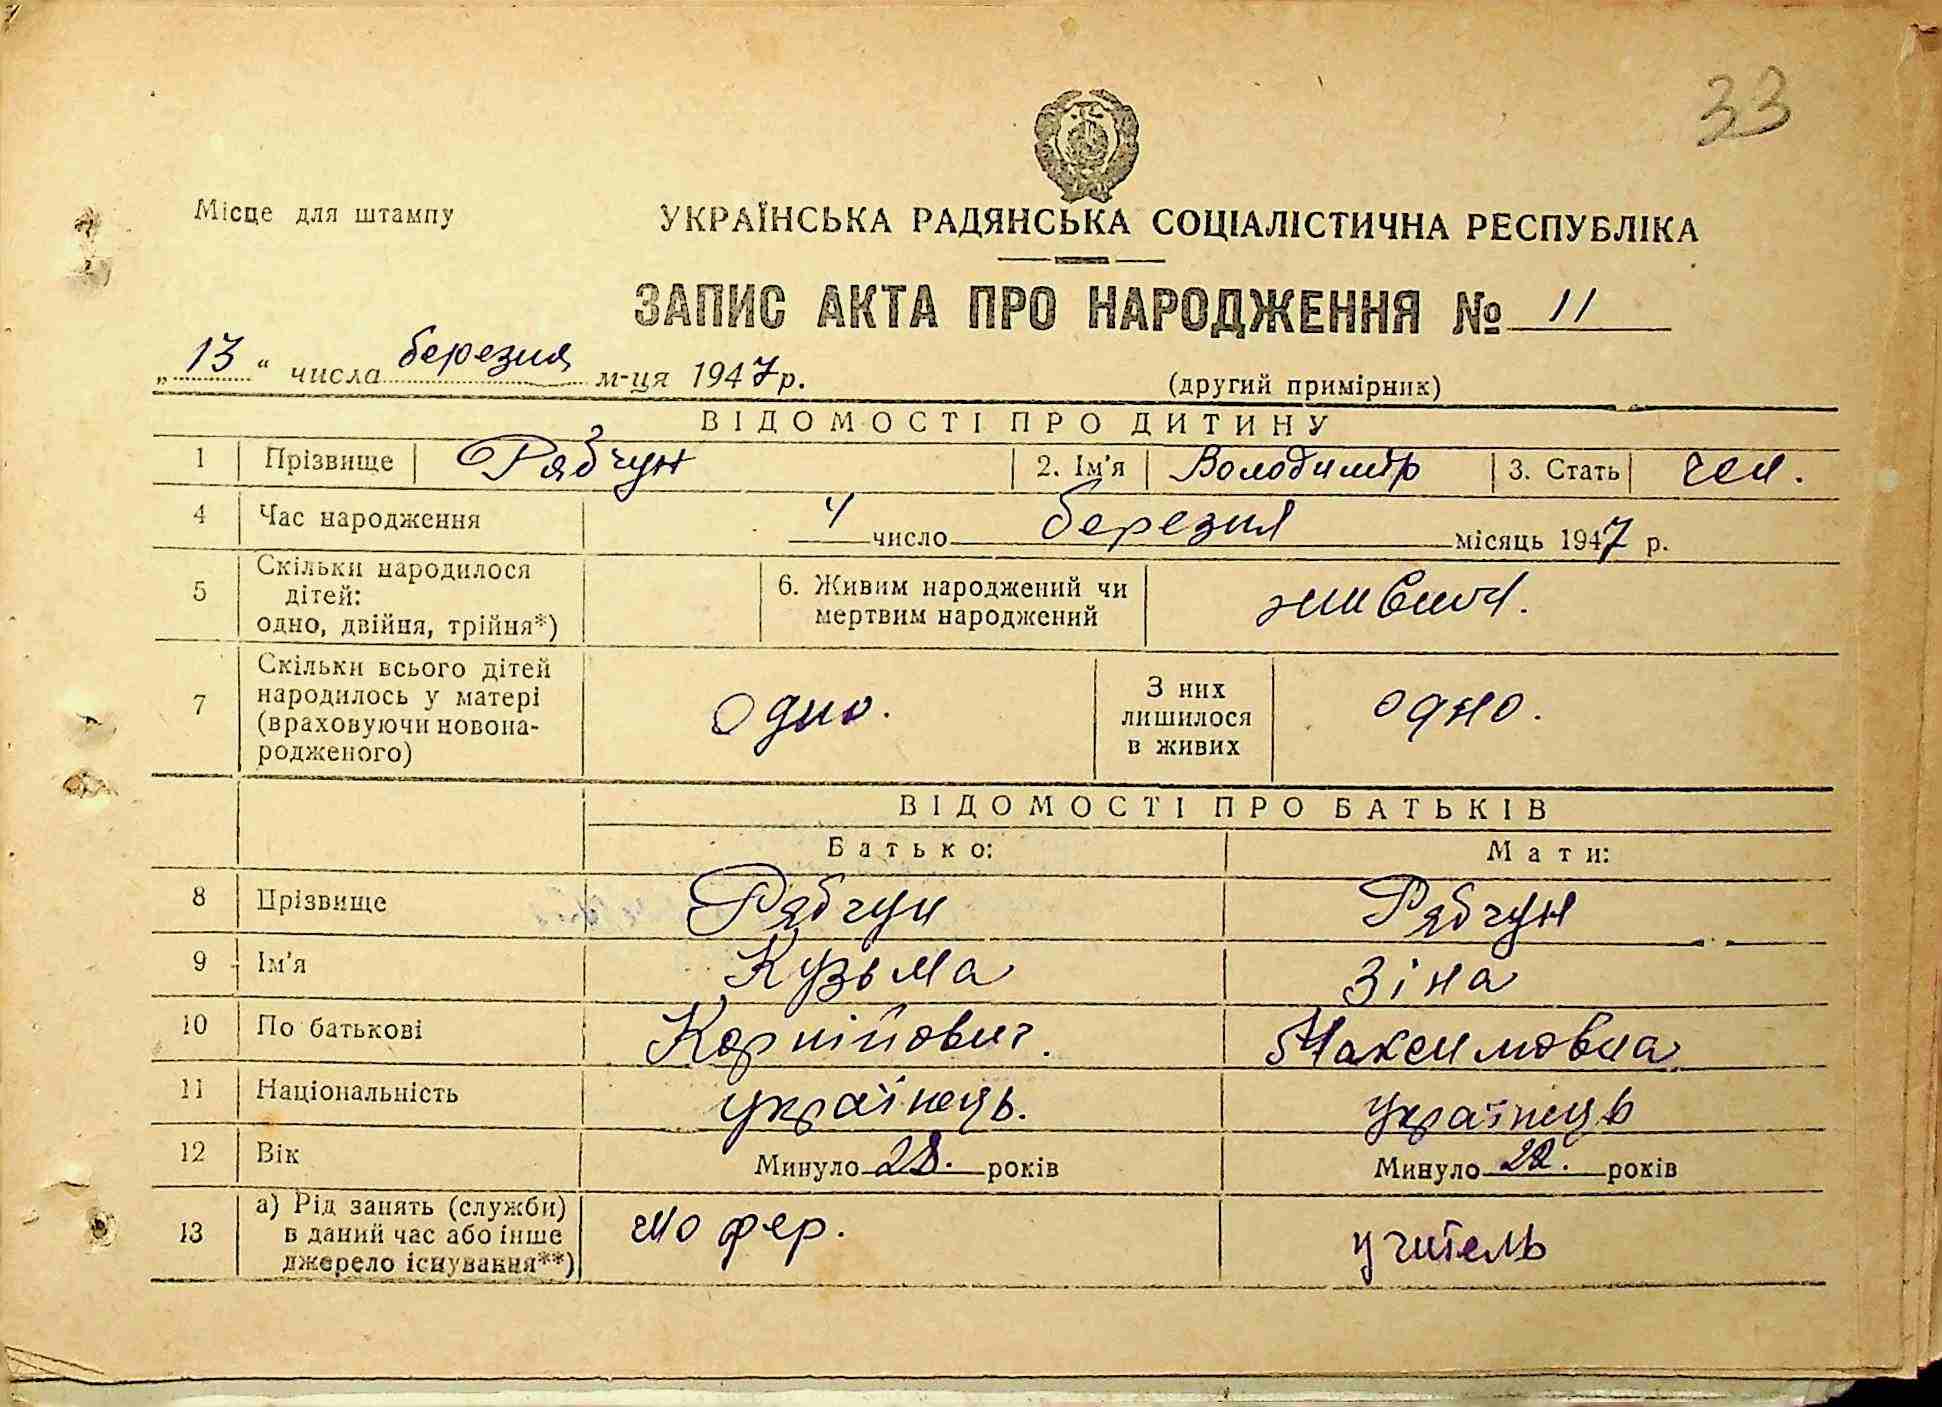 33
Місце для штампу
УКРАЇНСЬКА РАДЯНСЬКА СОЦІАЛІСТИЧНА РЕСПУБЛІКА
ЗАПИС АКТА ПРО НАРОДЖЕННЯ № 11
„13“ числа березня м-ця 1947 р.
(другий примірник)
ВІДОМОСТІ ПРО ДИТИНУ
1 Прізвище Рябчун 2. Ім'я Володимир 3. Стать чол.
4 Час народження 4 число березня місяць 1947 р.
5 Скільки народилося
дітей:
одно, двійня, трійня*)
6. Живим народжений чи
мертвим народжений
живим.
7 Скільки всього дітей
народилось у матері
(враховуючи новона-
родженого)
одно.
З них
лишилося
в живих
одно.
ВІДОМОСТІ ПРО БАТЬКІВ
Батько: Мати:
8 Прізвище Рябчун Рябчун
9 Ім'я Кузьма Зіна
10 По батькові Корнійович. Максимовна
11 Національність українець. українець
12 Вік Минуло 28. років Минуло 22. років
13 а) Рід занять (служби)
в даний час або інше
джерело існування**)
шофер. учитель